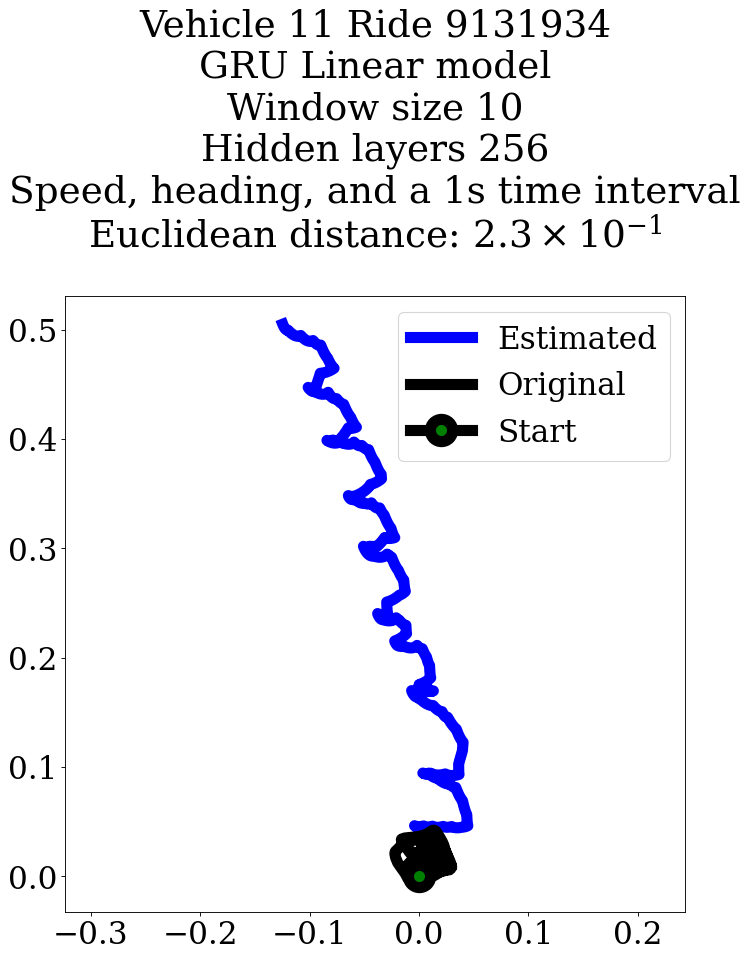 Vehicle 11 Ride 9131934
GRU Linear model
Window size 10
Hidden layers 256
Speed, heading, and a 1s time interval
Euclidean distance: 2.3 × 10⁻¹
Estimated
Original
Start
0.5
0.4
0.3
0.2
0.1
0.0
−0.3 −0.2 −0.1 0.0 0.1 0.2